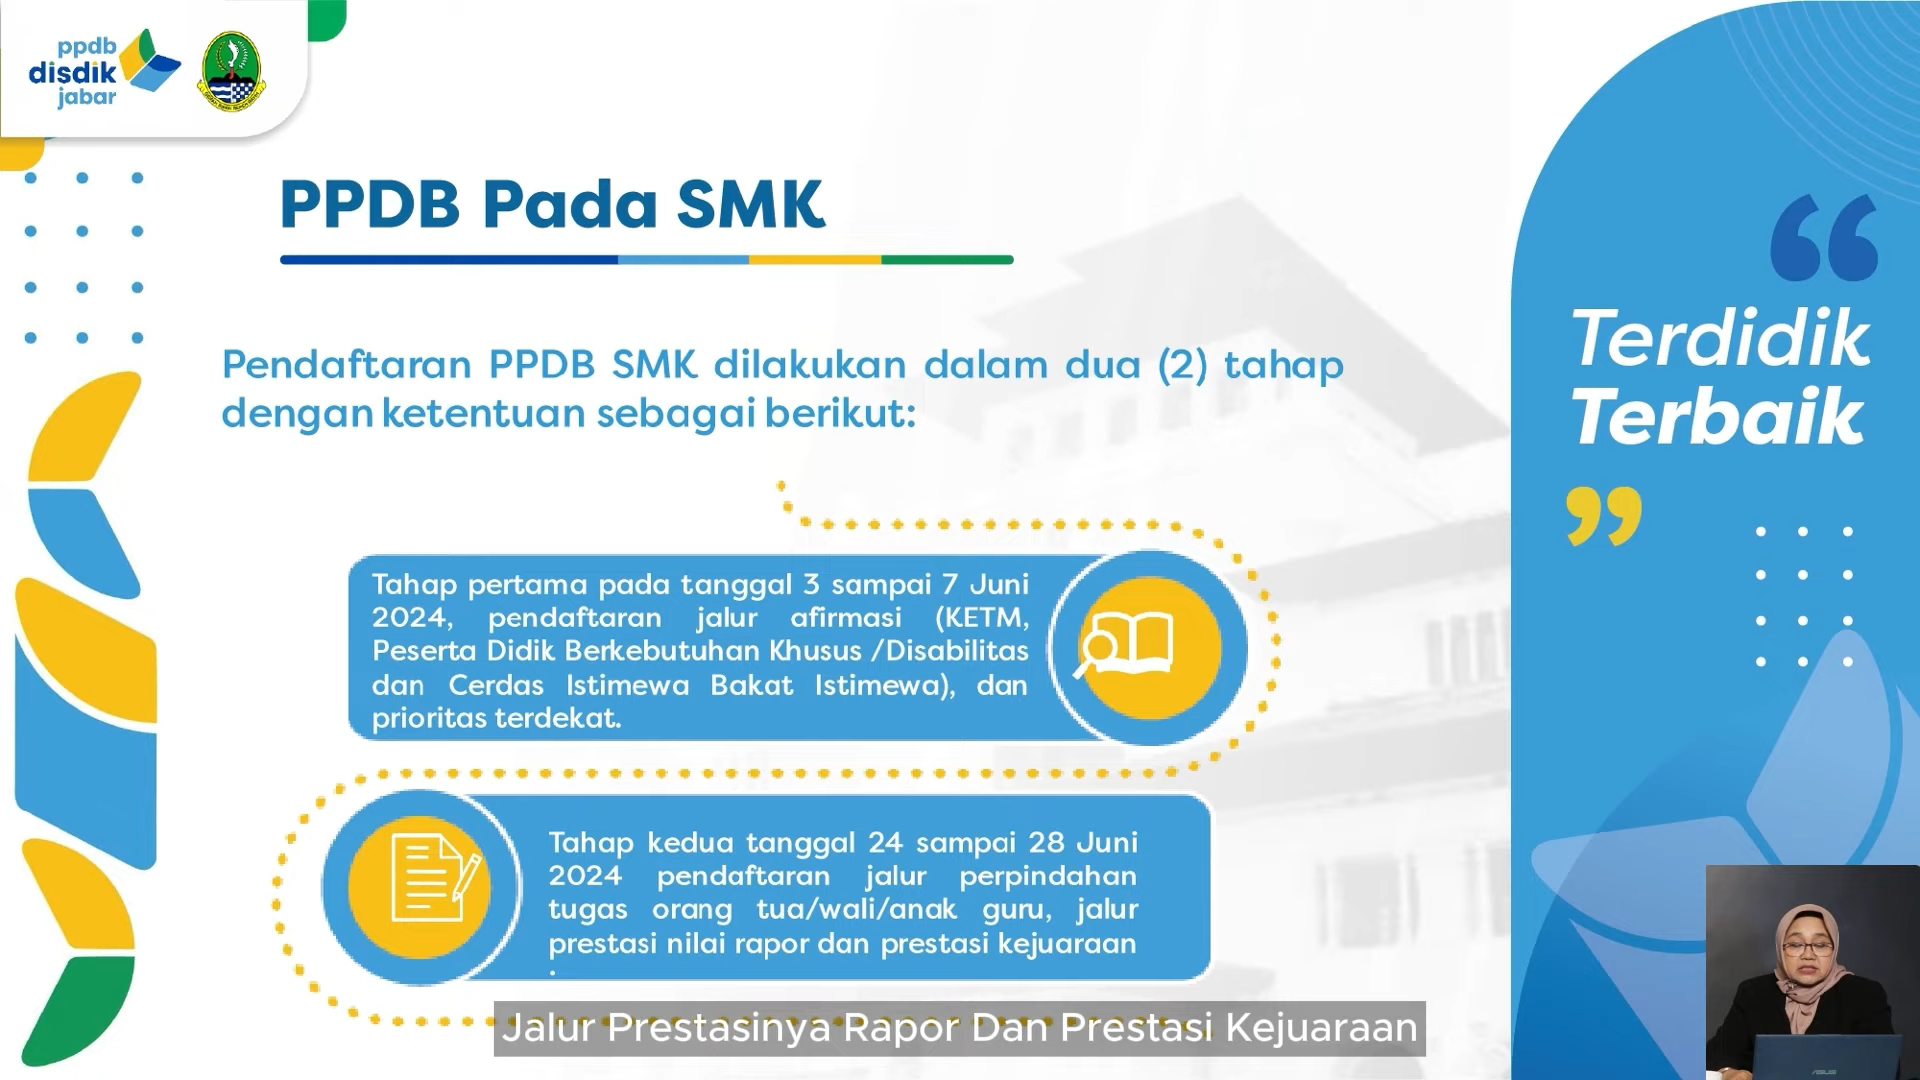 ppdb
disdik
jabar
PPDB Pada SMK
Pendaftaran PPDB SMK dilakukan dalam dua (2) tahap
dengan ketentuan sebagai berikut:
Tahap pertama pada tanggal 3 sampai 7 Juni
2024, pendaftaran jalur afirmasi (KETM,
Peserta Didik Berkebutuhan Khusus /Disabilitas
dan Cerdas Istimewa Bakat Istimewa), dan
prioritas terdekat.
Tahap kedua tanggal 24 sampai 28 Juni
2024 pendaftaran jalur perpindahan
tugas orang tua/wali/anak guru, jalur
prestasi nilai rapor dan prestasi kejuaraan
.
Jalur Prestasinya Rapor Dan Prestasi Kejuaraan
“
Terdidik
Terbaik
”
ASUS